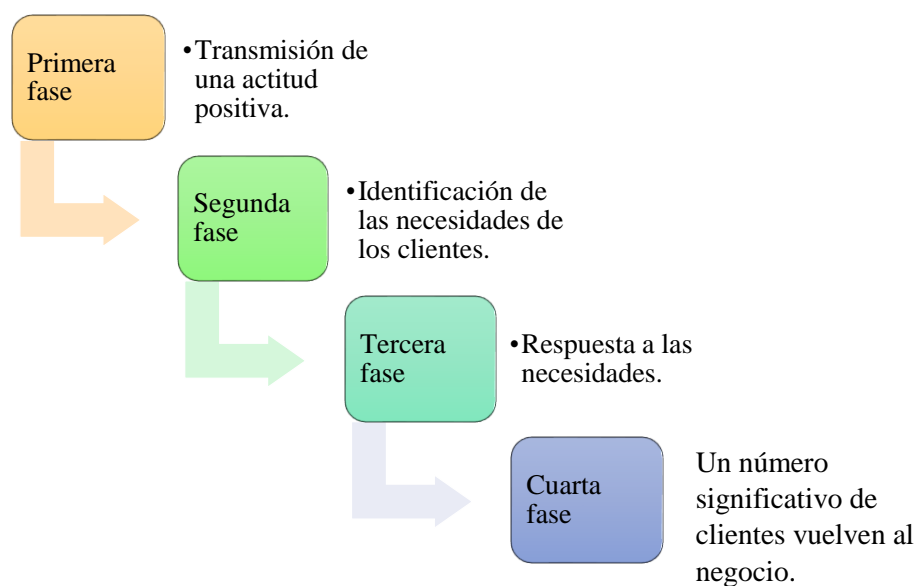 Primera
fase
•Transmisión de
una actitud
positiva.
Segunda
fase
•Identificación de
las necesidades de
los clientes.
Tercera
fase
•Respuesta a las
necesidades.
Cuarta
fase
Un número
significativo de
clientes vuelven al
negocio.